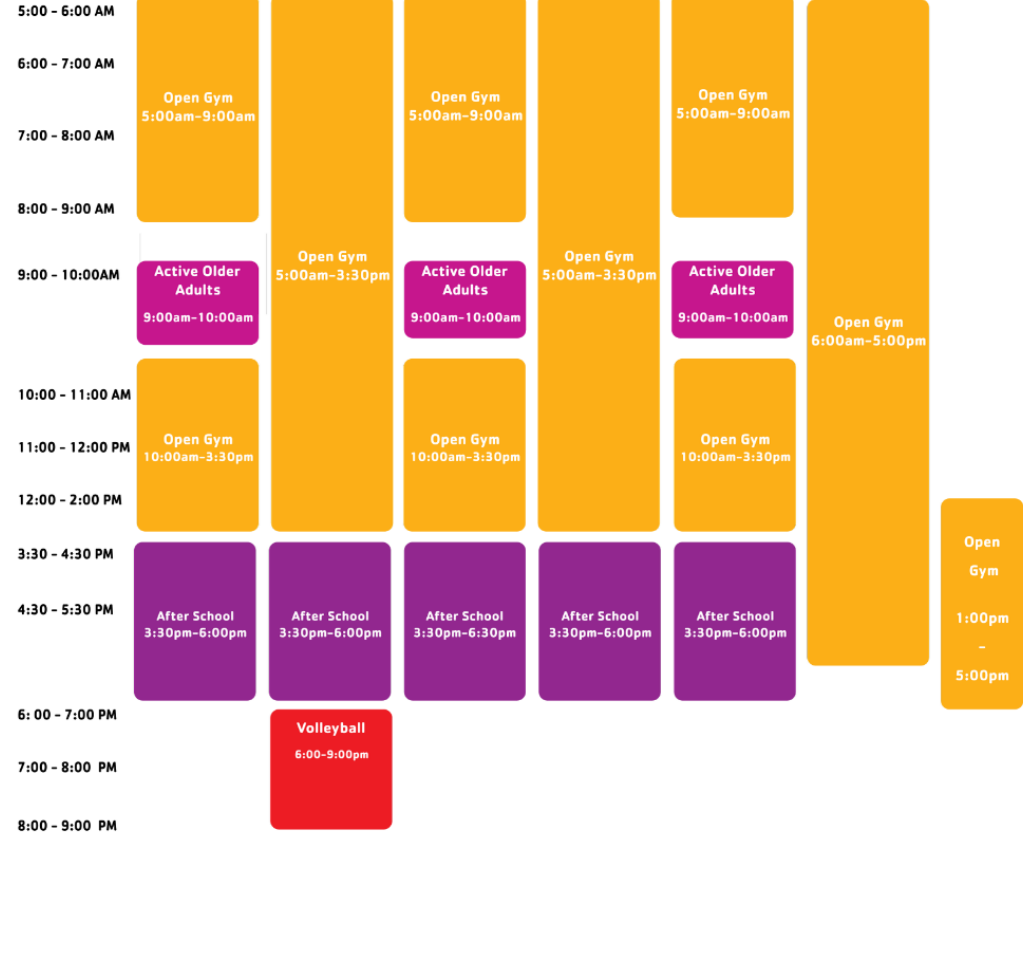 5:00 – 6:00 AM
6:00 – 7:00 AM
7:00 – 8:00 AM
8:00 – 9:00 AM
9:00 – 10:00AM
10:00 – 11:00 AM
11:00 – 12:00 PM
12:00 – 2:00 PM
3:30 – 4:30 PM
4:30 – 5:30 PM
6: 00 – 7:00 PM
7:00 – 8:00 PM
8:00 – 9:00 PM
Open Gym
5:00am–9:00am
Active Older
Adults
9:00am–10:00am
Open Gym
10:00am–3:30pm
After School
3:30pm–6:00pm
Open Gym
5:00am–3:30pm
After School
3:30pm–6:00pm
Volleyball
6:00–9:00pm
Open Gym
5:00am–9:00am
Active Older
Adults
9:00am–10:00am
Open Gym
10:00am–3:30pm
After School
3:30pm–6:30pm
Open Gym
5:00am–3:30pm
After School
3:30pm–6:00pm
Open Gym
5:00am–9:00am
Active Older
Adults
9:00am–10:00am
Open Gym
10:00am–3:30pm
After School
3:30pm–6:00pm
Open Gym
6:00am–5:00pm
Open
Gym
1:00pm
–
5:00pm